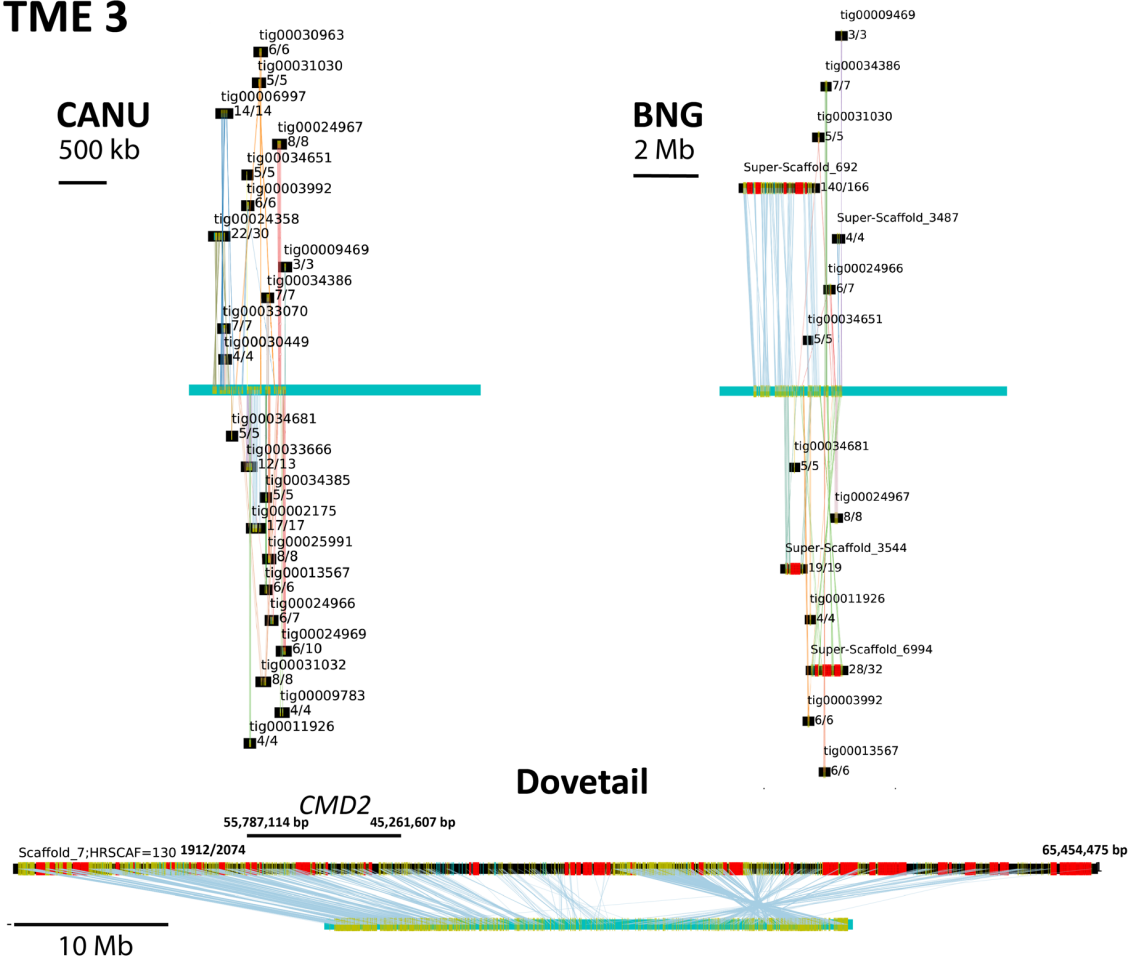 TME 3
CANU
500 kb
tig00030963
6/6
tig00031030
5/5
tig00006997
14/14
tig00024967
8/8
tig00034651
5/5
tig00003992
6/6
tig00024358
22/30
tig00009469
3/3
tig00034386
7/7
tig00033070
7/7
tig00030449
4/4
tig00034681
5/5
tig00033666
12/13
tig00034385
5/5
tig00002175
17/17
tig00025991
8/8
tig00013567
6/6
tig00024966
6/7
tig00024969
6/10
tig00031032
8/8
tig00009783
4/4
tig00011926
4/4
BNG
2 Mb
tig00009469
3/3
tig00034386
7/7
tig00031030
5/5
Super-Scaffold_692
140/166
Super-Scaffold_3487
4/4
tig00024966
6/7
tig00034651
5/5
tig00034681
5/5
tig00024967
8/8
Super-Scaffold_3544
19/19
tig00011926
4/4
Super-Scaffold_6994
28/32
tig00003992
6/6
tig00013567
6/6
Dovetail
CMD2
55,787,114 bp 45,261,607 bp
Scaffold_7;HRSCAF=130 1912/2074 65,454,475 bp
10 Mb